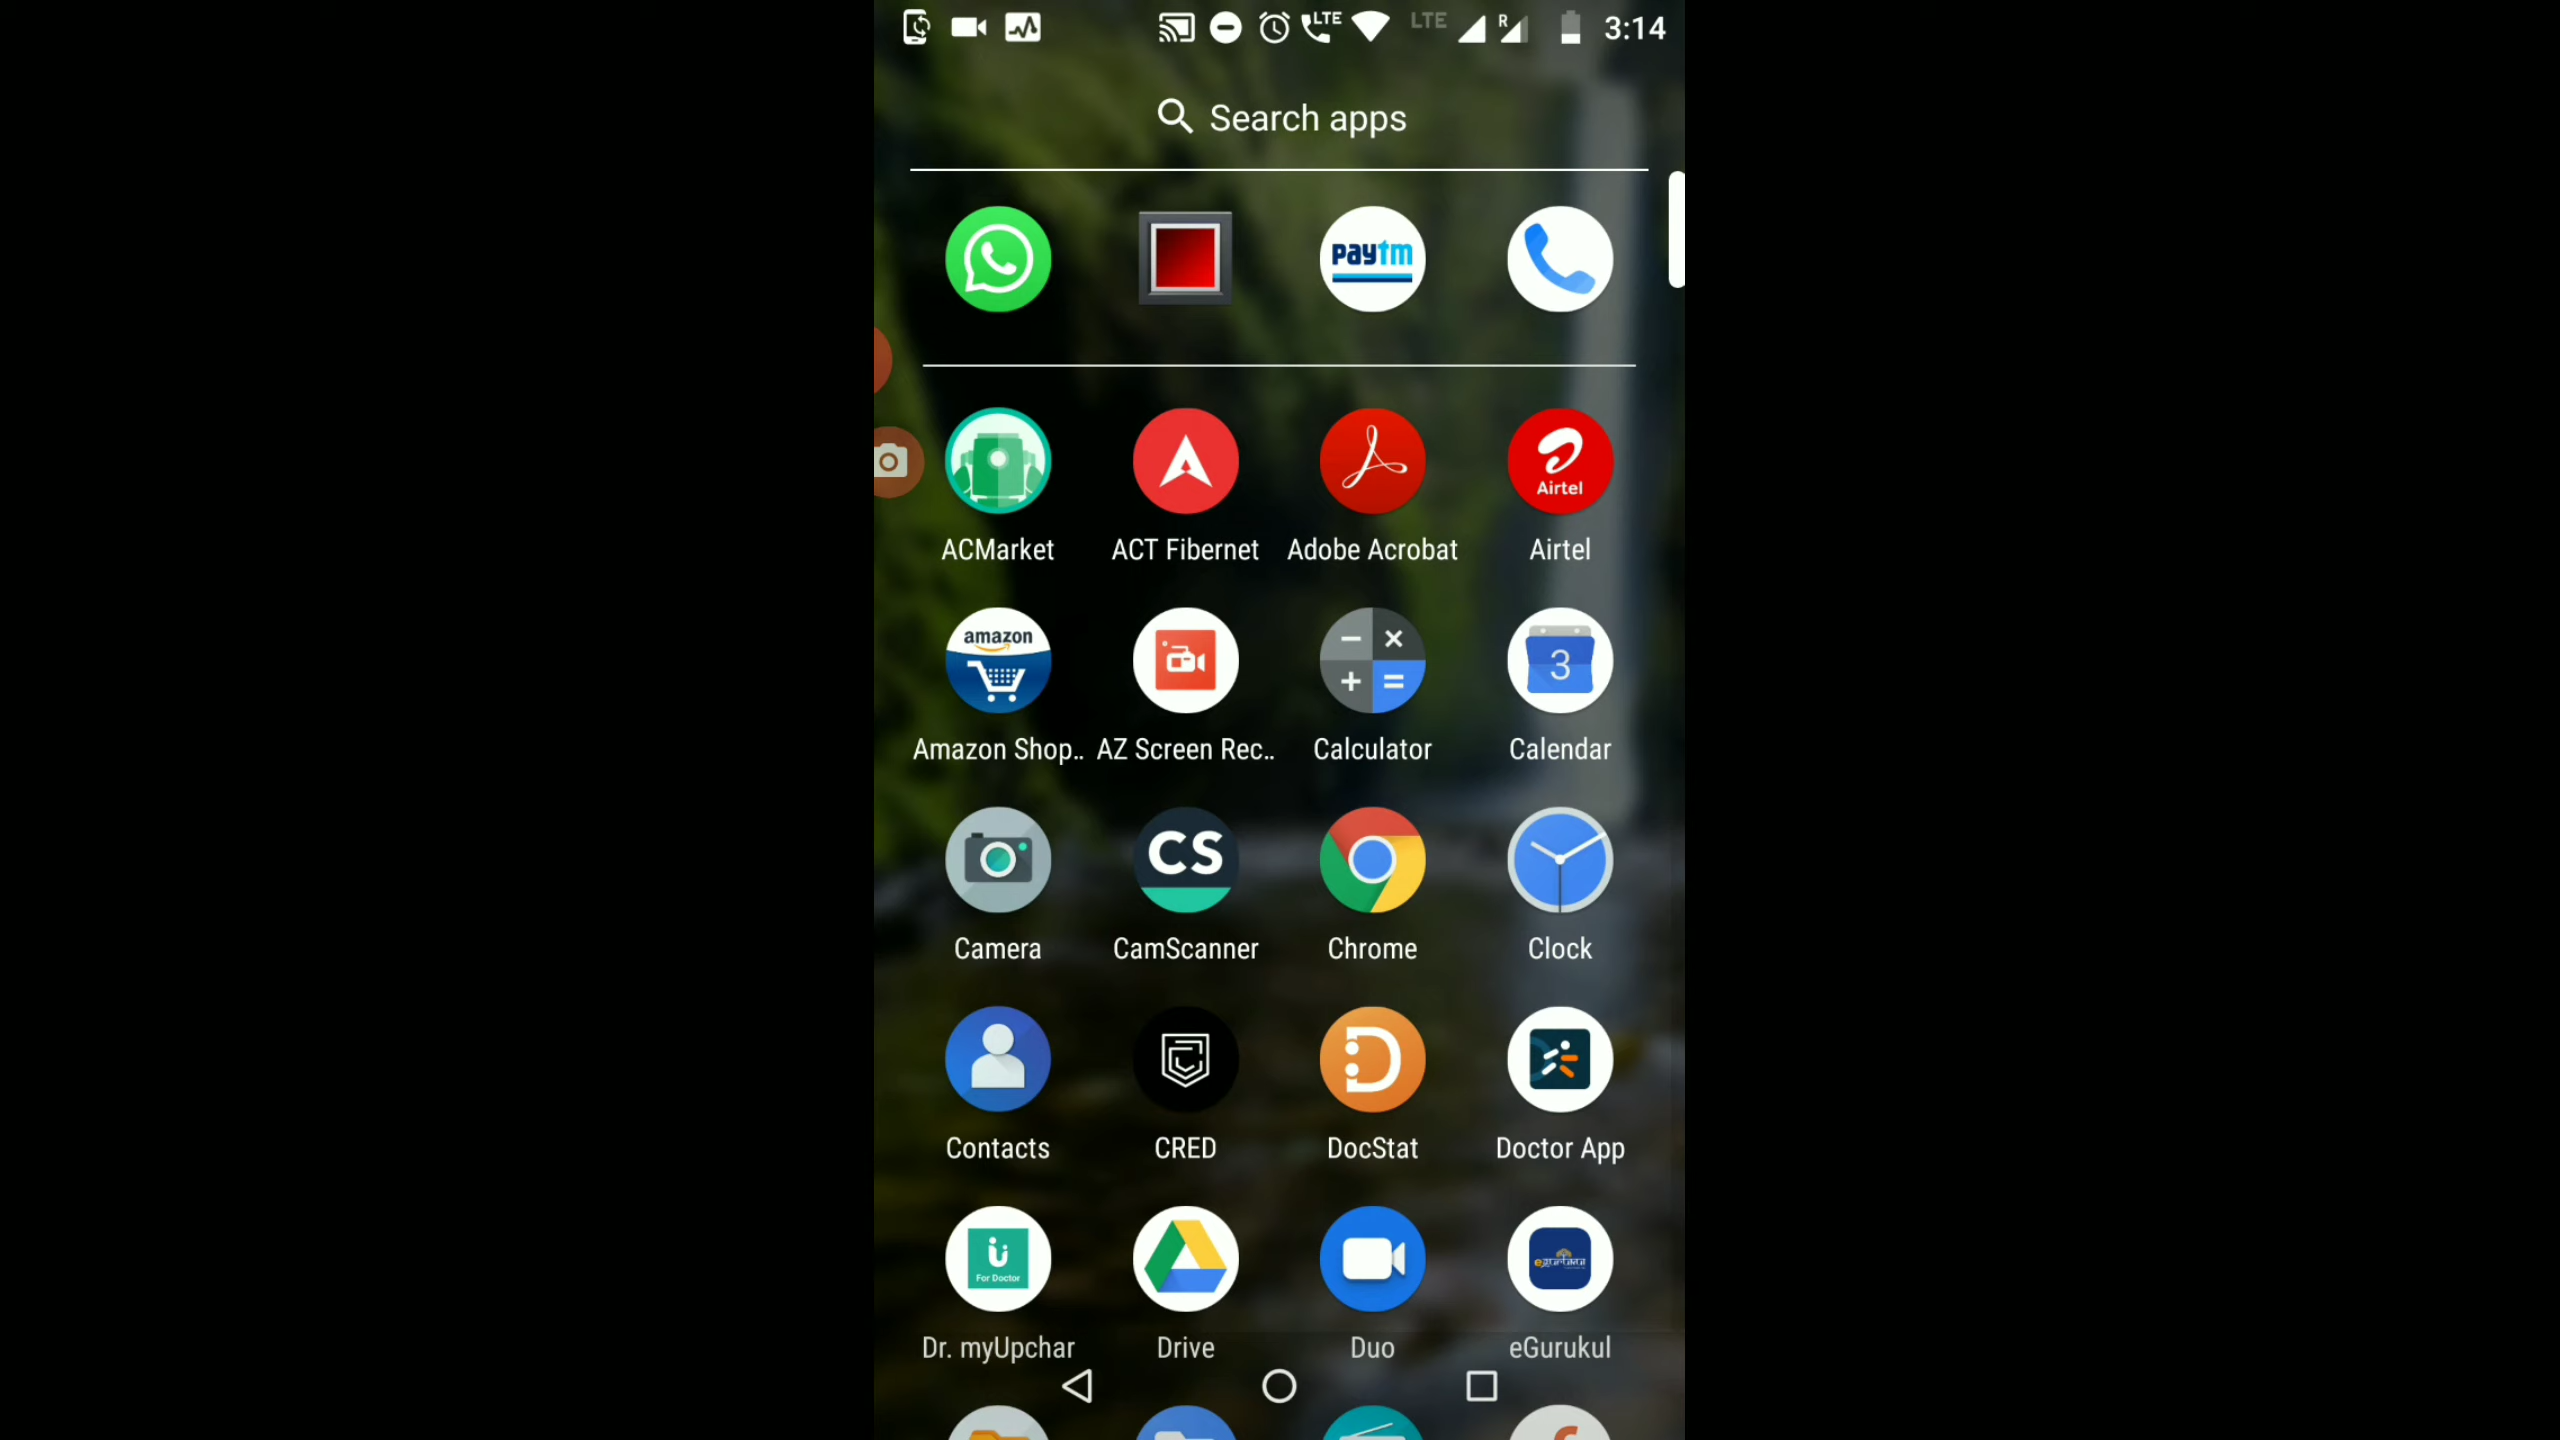 LTE LTE R 3:14
Search apps
paytm
Airtel
ACMarket ACT Fibernet Adobe Acrobat Airtel
amazon
3
Amazon Shop.. AZ Screen Rec.. Calculator Calendar
CS
Camera CamScanner Chrome Clock
Contacts CRED DocStat Doctor App
For Doctor
eGurukul
Dr. myUpchar Drive Duo eGurukul